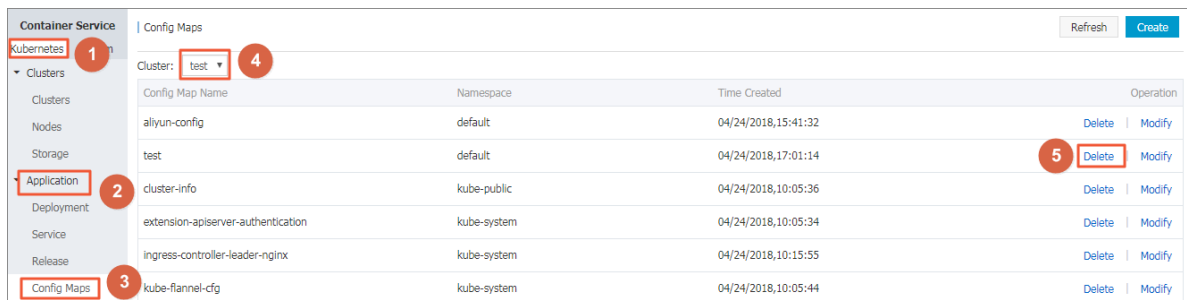 Container Service
Kubernetes
1
Clusters
Clusters
Nodes
Storage
Application
2
Deployment
Service
Release
Config Maps
3
Config Maps
Refresh
Create
Cluster: test
4
Config Map Name Namespace Time Created Operation
aliyun-config default 04/24/2018,15:41:32 Delete | Modify
test default 04/24/2018,17:01:14 5 Delete | Modify
cluster-info kube-public 04/24/2018,10:05:36 Delete | Modify
extension-apiserver-authentication kube-system 04/24/2018,10:05:34 Delete | Modify
ingress-controller-leader-nginx kube-system 04/24/2018,10:15:55 Delete | Modify
kube-flannel-cfg kube-system 04/24/2018,10:05:44 Delete | Modify